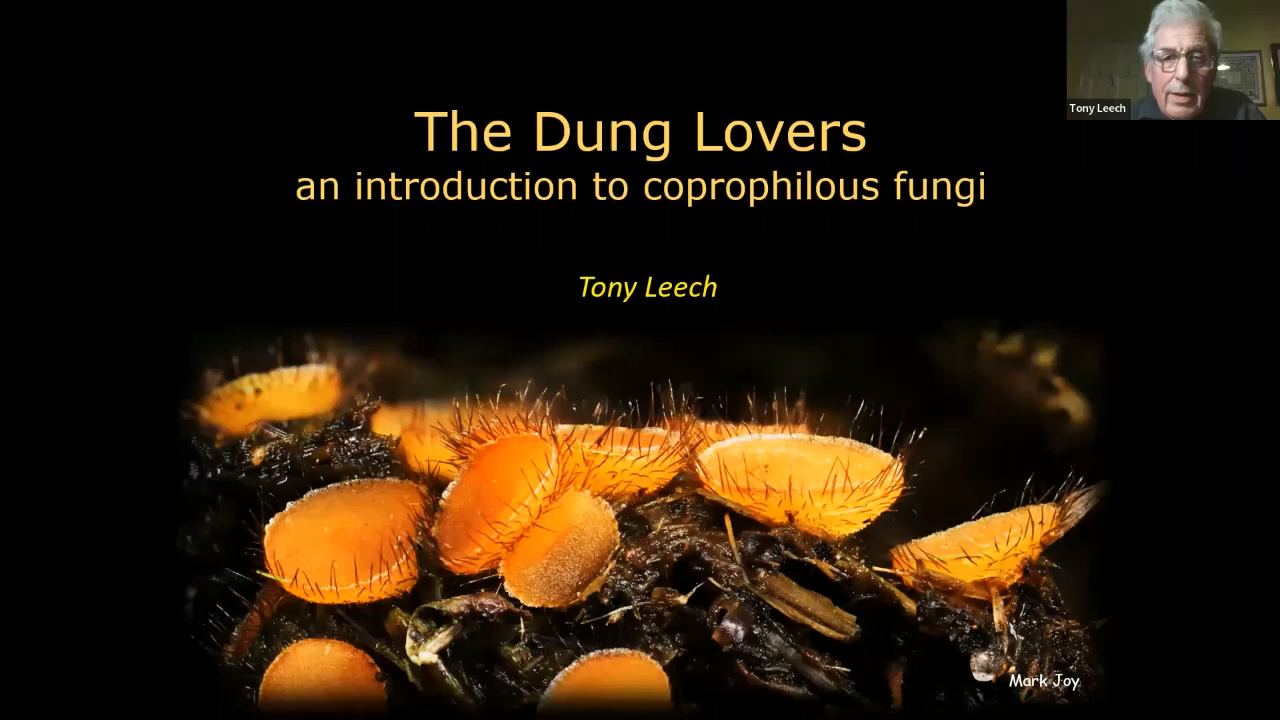 The Dung Lovers
an introduction to coprophilous fungi
Tony Leech
Tony Leech
Mark Joy